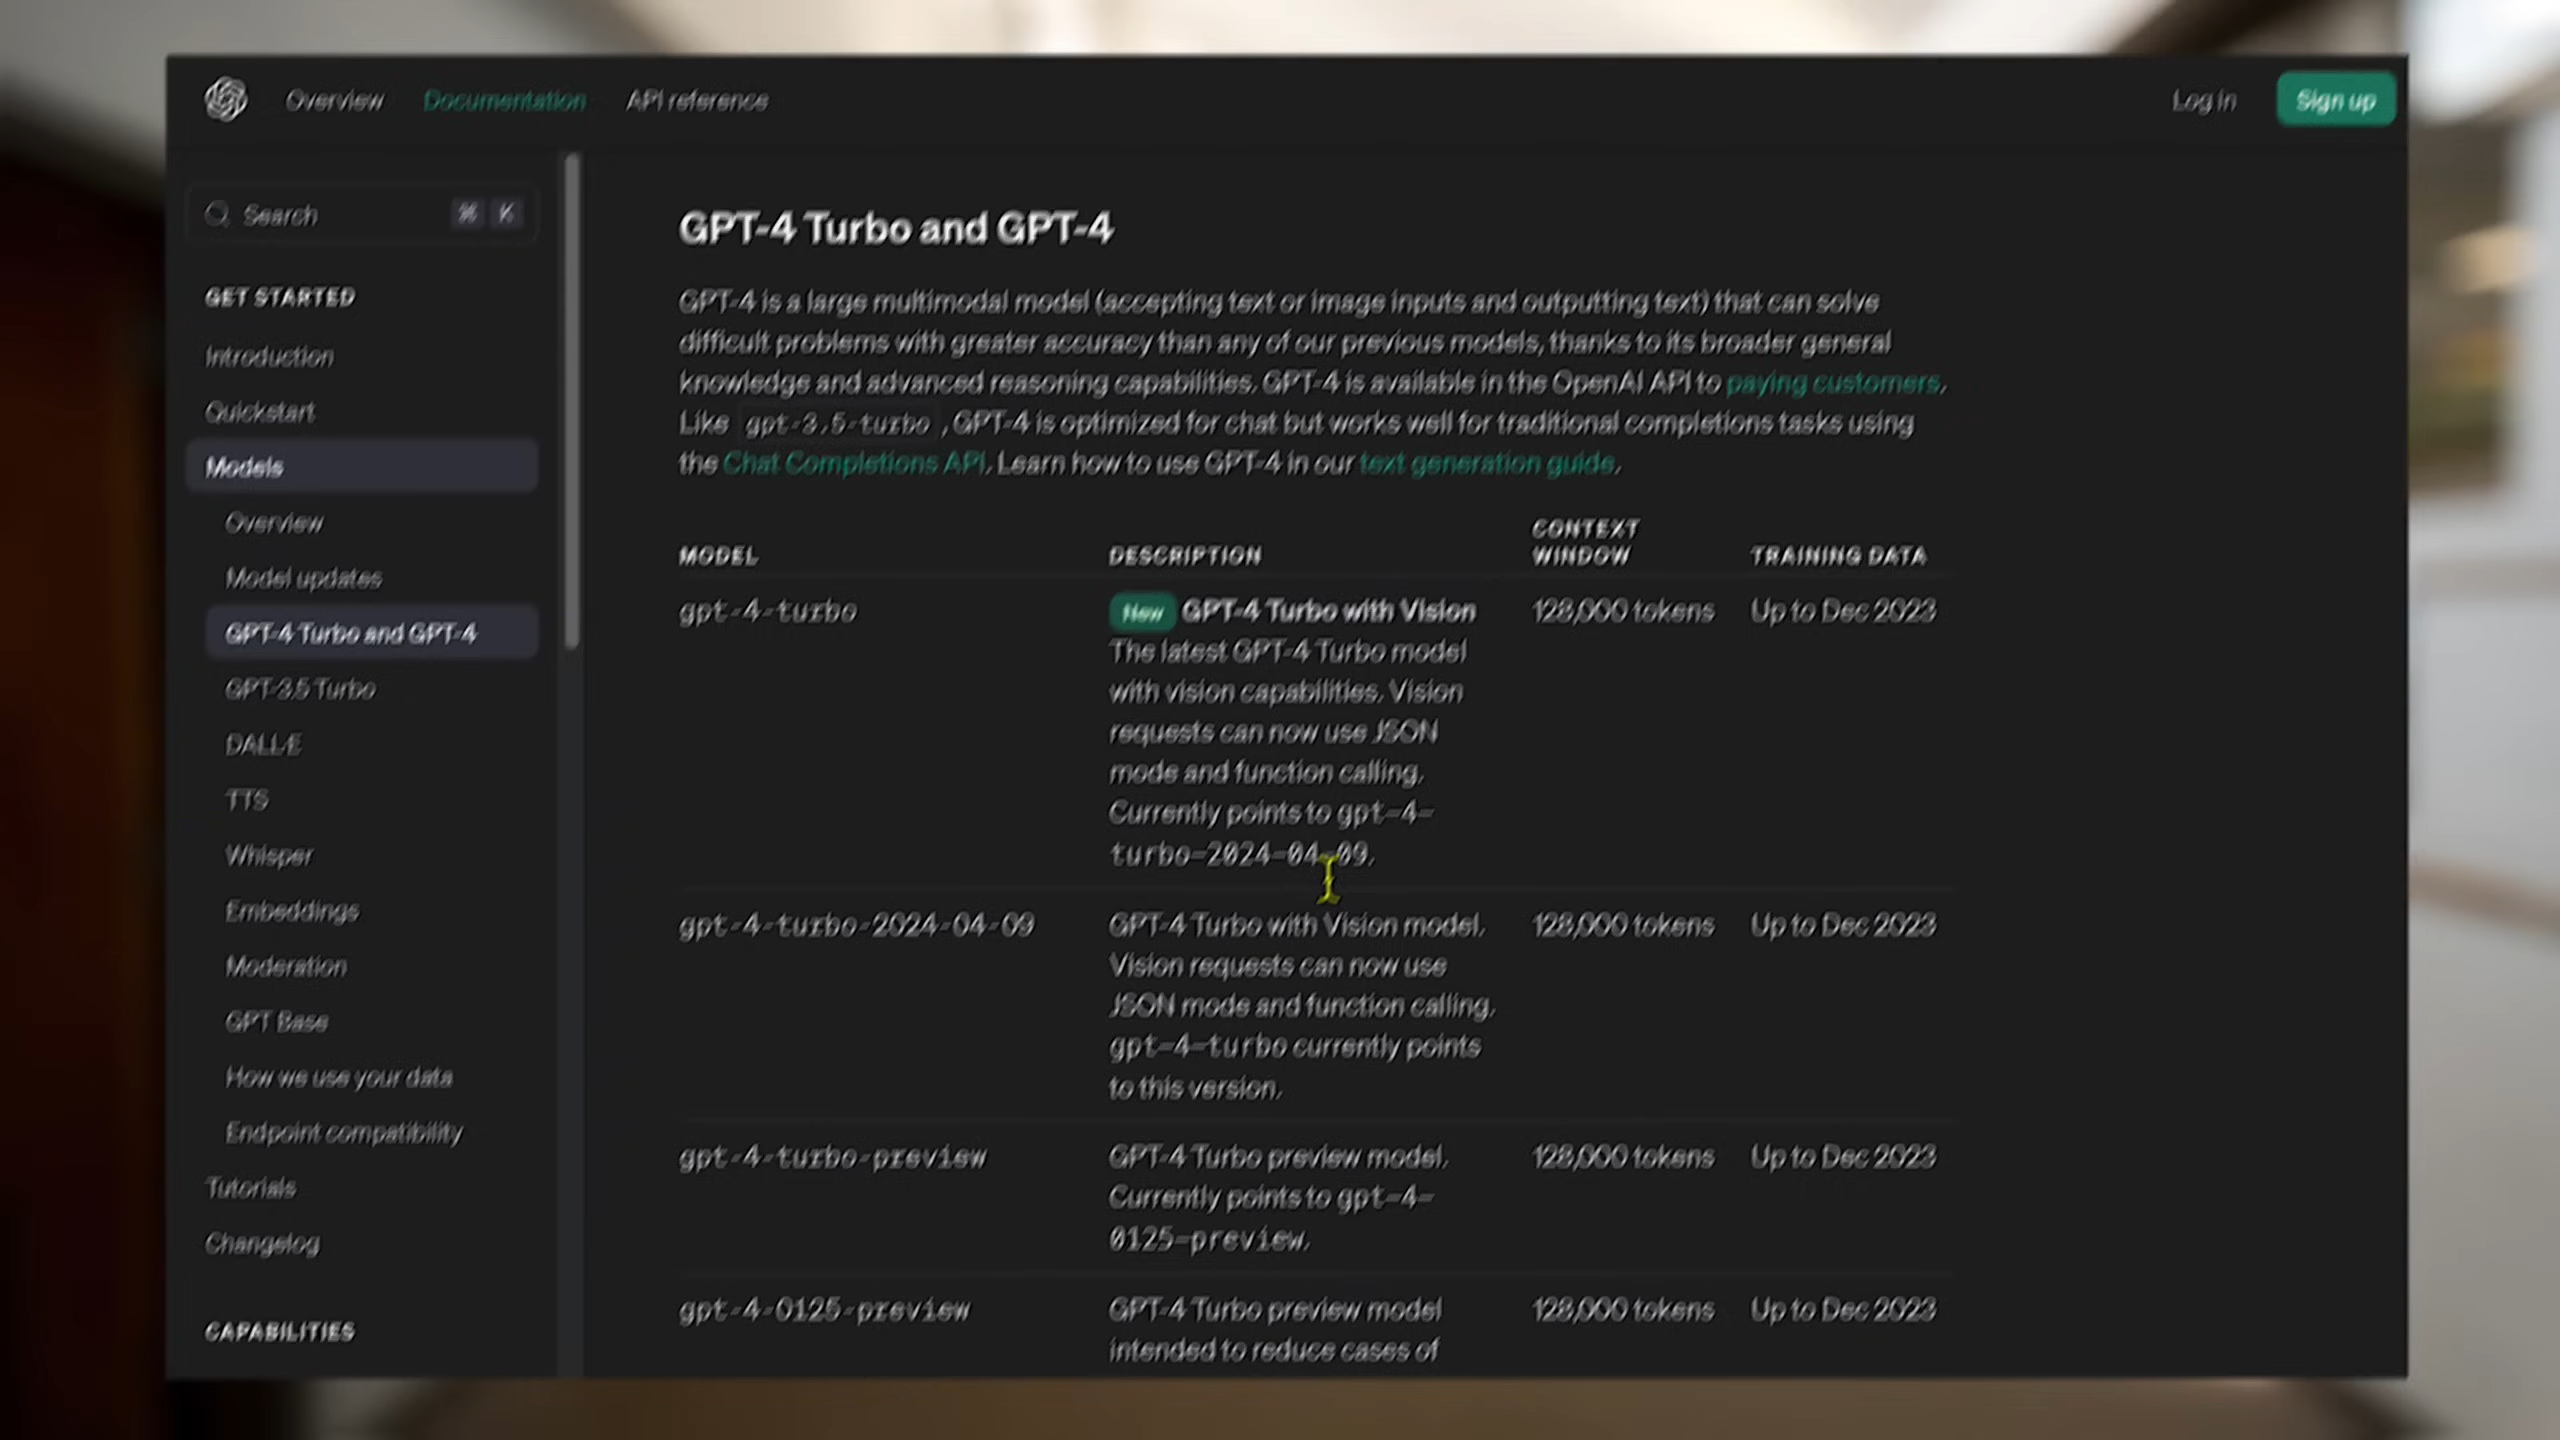 Overview Documentation API reference Log in Sign up
Search ⌘ K
GET STARTED
Introduction
Quickstart
Models
Overview
Model updates
GPT-4 Turbo and GPT-4
GPT-3.5 Turbo
DALL·E
TTS
Whisper
Embeddings
Moderation
GPT Base
How we use your data
Endpoint compatibility
Tutorials
Changelog
CAPABILITIES
GPT-4 Turbo and GPT-4
GPT-4 is a large multimodal model (accepting text or image inputs and outputting text) that can solve
difficult problems with greater accuracy than any of our previous models, thanks to its broader general
knowledge and advanced reasoning capabilities. GPT-4 is available in the OpenAI API to paying customers.
Like gpt-3.5-turbo, GPT-4 is optimized for chat but works well for traditional completions tasks using
the Chat Completions API. Learn how to use GPT-4 in our text generation guide.
MODEL DESCRIPTION CONTEXT WINDOW TRAINING DATA
gpt-4-turbo New GPT-4 Turbo with Vision 128,000 tokens Up to Dec 2023
The latest GPT-4 Turbo model
with vision capabilities. Vision
requests can now use JSON
mode and function calling.
Currently points to gpt-4-
turbo-2024-04-09.
gpt-4-turbo-2024-04-09 GPT-4 Turbo with Vision model. 128,000 tokens Up to Dec 2023
Vision requests can now use
JSON mode and function calling.
gpt-4-turbo currently points
to this version.
gpt-4-turbo-preview GPT-4 Turbo preview model. 128,000 tokens Up to Dec 2023
Currently points to gpt-4-
0125-preview.
gpt-4-0125-preview GPT-4 Turbo preview model 128,000 tokens Up to Dec 2023
intended to reduce cases of